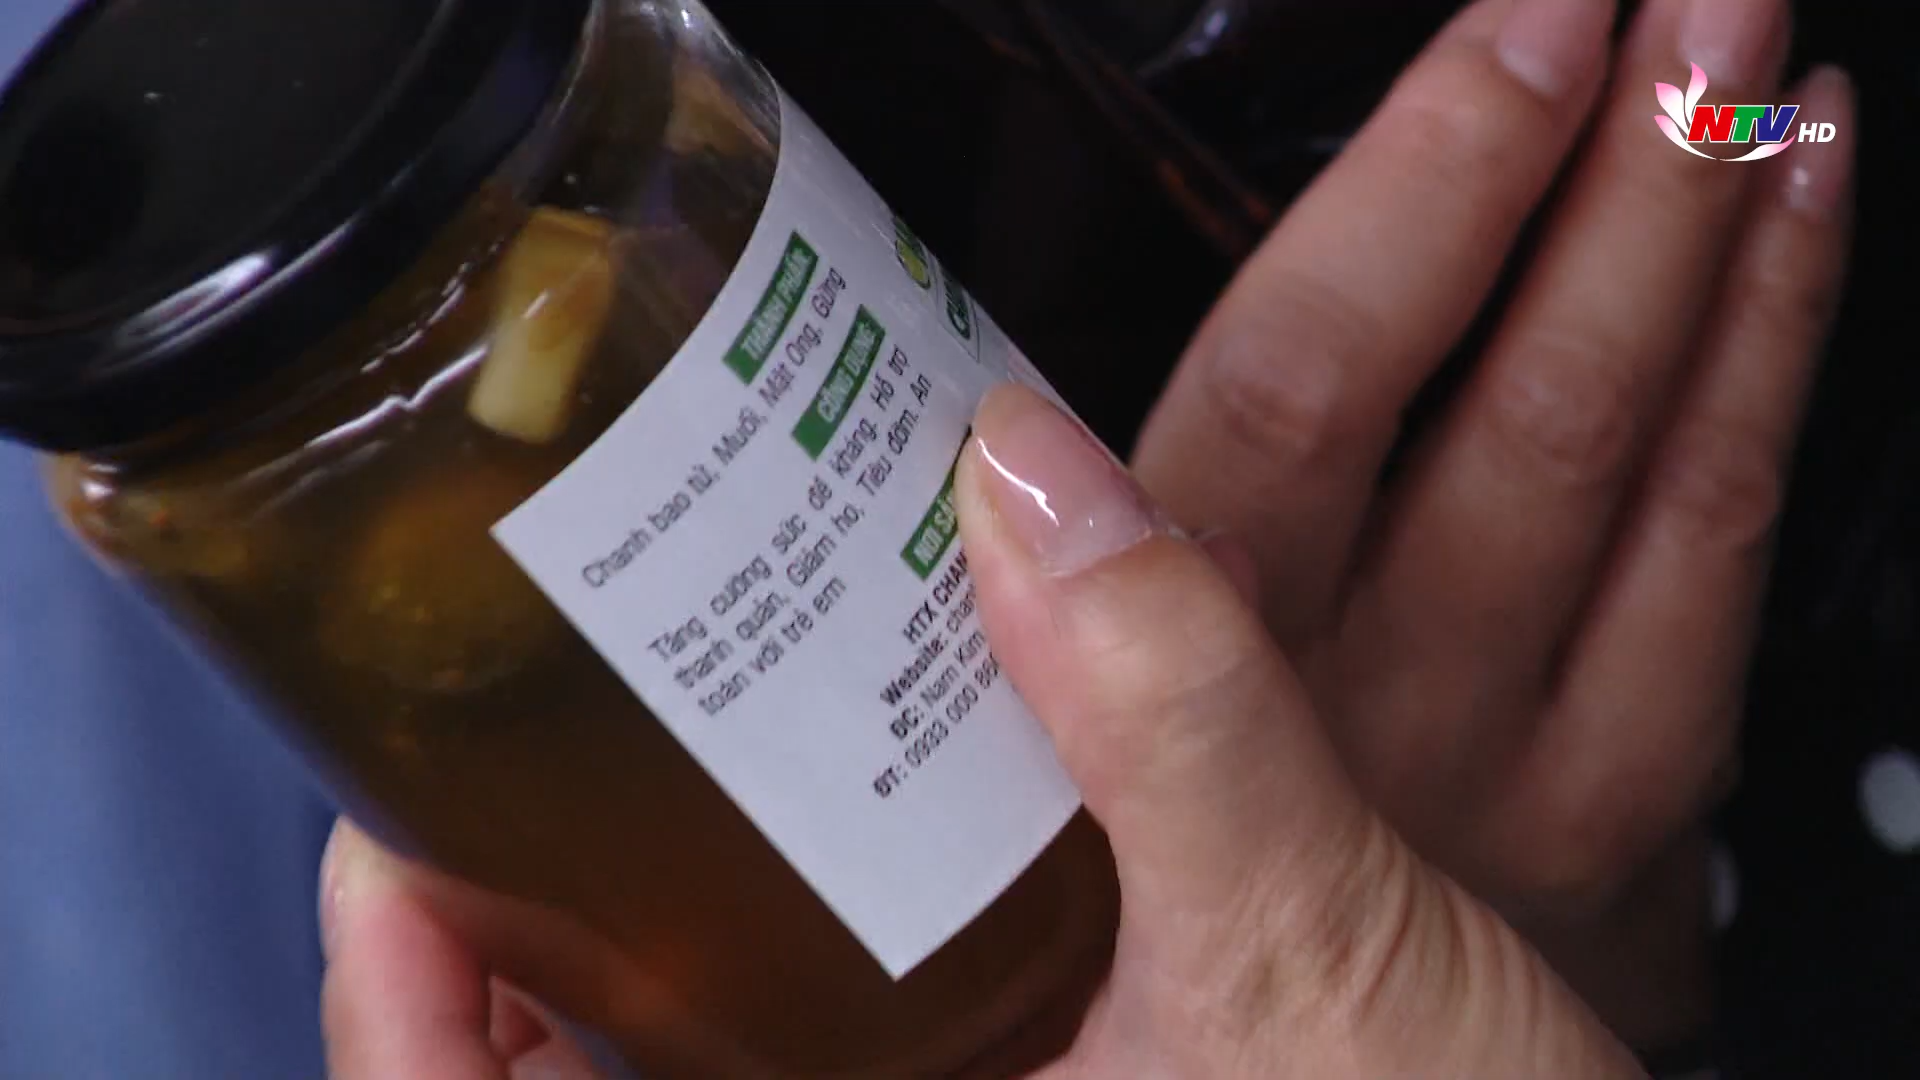 NTV HD
THÀNH PHẦN
Chanh bao tử, Muối, Mật Ong, Gừng
CÔNG DỤNG
Tăng cường sức đề kháng. Hỗ trợ
thanh quản, Giảm ho, Tiêu đờm. An
toàn với trẻ em
NƠI
HTX
Website:
ĐC: Nam Kim
ĐT: 0933 000